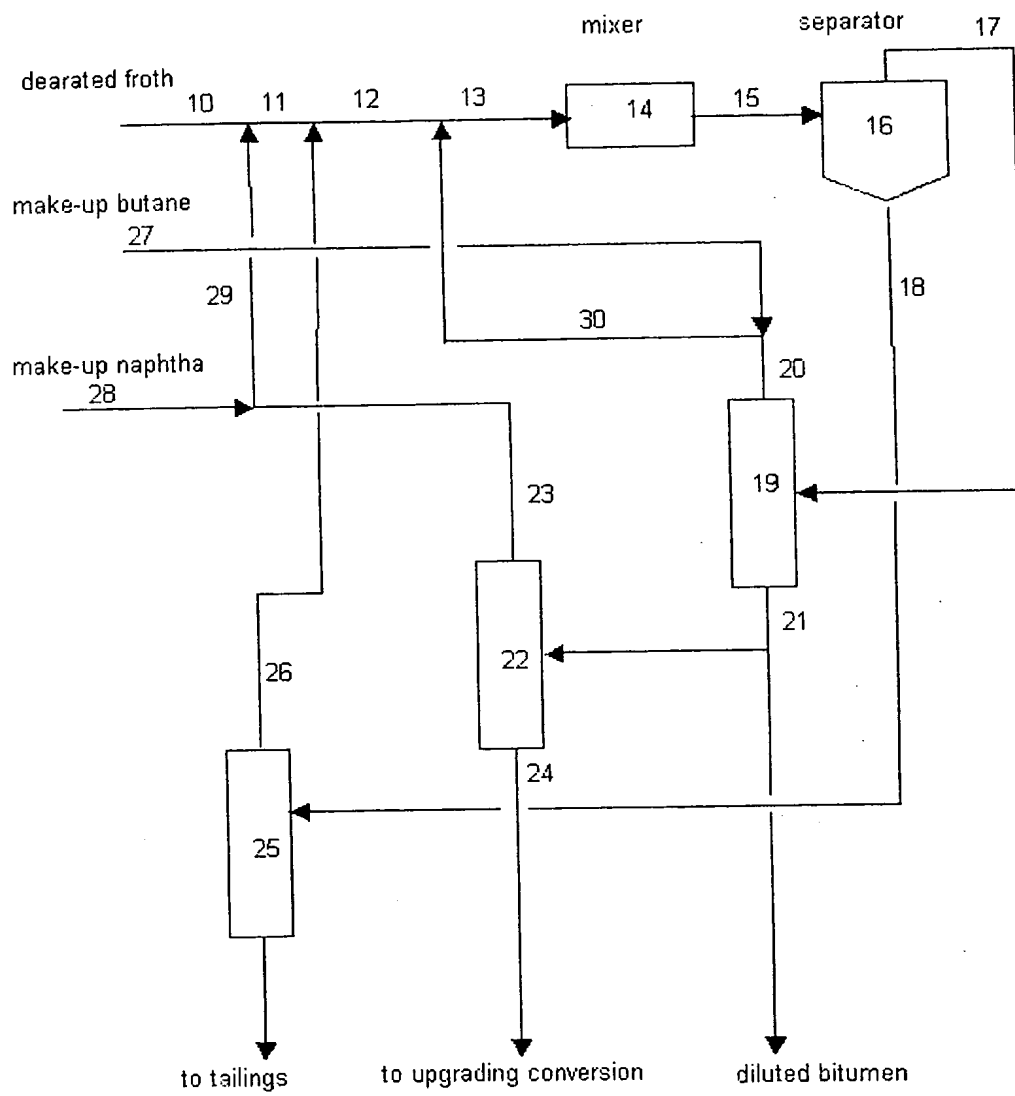 mixer
separator
17
dearated froth
10
11
12
13
14
15
16
make-up butane
27
29
18
30
make-up naphtha
28
20
23
19
21
22
26
24
25
to tailings
to upgrading conversion
diluted bitumen